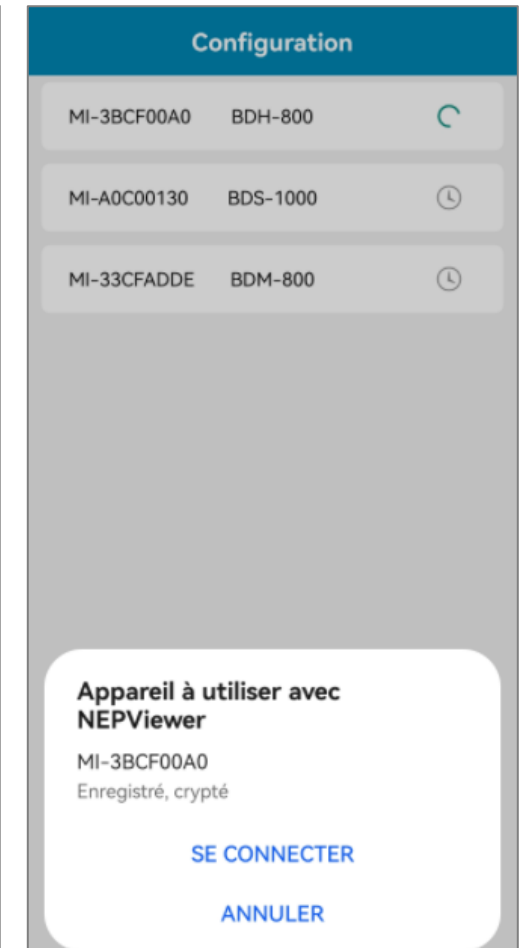 Configuration
MI-3BCF00A0 BDH-800
MI-A0C00130 BDS-1000
MI-33CFADDE BDM-800
Appareil à utiliser avec
NEPViewer
MI-3BCF00A0
Enregistré, crypté
SE CONNECTER
ANNULER